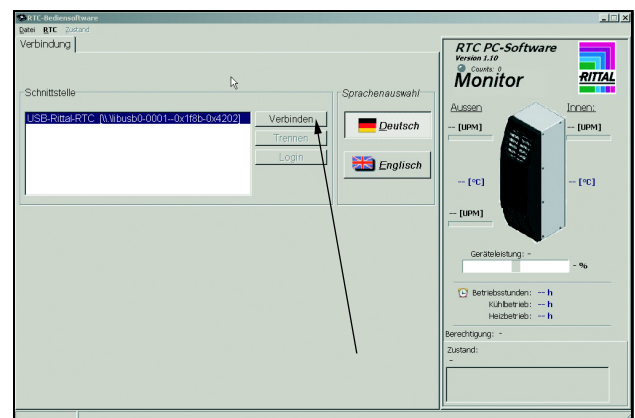 RTC-Bediensoftware
Datei RTC Zustand
Verbindung
Schnittstelle
USB-Rittal-RTC [\\.\libusb0-0001--0x1f8b-0x4202]
Verbinden
Trennen
Login
Sprachenauswahl
Deutsch
Englisch
RTC PC-Software
Version 1.10
Counts: 0
Monitor
RITTAL
Aussen
Innen:
-- [UPM]
-- [UPM]
-- [°C]
-- [°C]
-- [UPM]
Geräteleistung: -
- %
Betriebsstunden: -- h
Kühlbetrieb: -- h
Heizbetrieb: -- h
Berechtigung: -
Zustand:
-